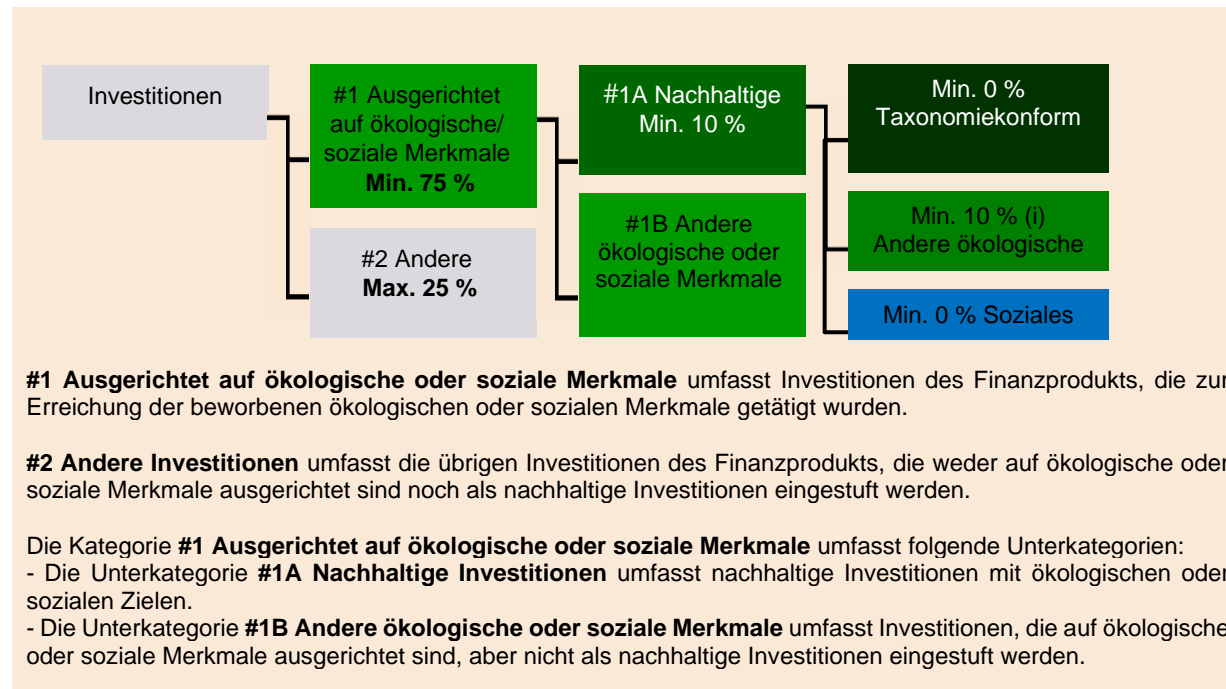 Investitionen
#1 Ausgerichtet
auf ökologische/
soziale Merkmale
Min. 75 %
#2 Andere
Max. 25 %
#1A Nachhaltige
Min. 10 %
#1B Andere
ökologische oder
soziale Merkmale
Min. 0 %
Taxonomiekonform
Min. 10 % (i)
Andere ökologische
Min. 0 % Soziales
#1 Ausgerichtet auf ökologische oder soziale Merkmale umfasst Investitionen des Finanzprodukts, die zur
Erreichung der beworbenen ökologischen oder sozialen Merkmale getätigt wurden.
#2 Andere Investitionen umfasst die übrigen Investitionen des Finanzprodukts, die weder auf ökologische oder
soziale Merkmale ausgerichtet sind noch als nachhaltige Investitionen eingestuft werden.
Die Kategorie #1 Ausgerichtet auf ökologische oder soziale Merkmale umfasst folgende Unterkategorien:
- Die Unterkategorie #1A Nachhaltige Investitionen umfasst nachhaltige Investitionen mit ökologischen oder
sozialen Zielen.
- Die Unterkategorie #1B Andere ökologische oder soziale Merkmale umfasst Investitionen, die auf ökologische
oder soziale Merkmale ausgerichtet sind, aber nicht als nachhaltige Investitionen eingestuft werden.